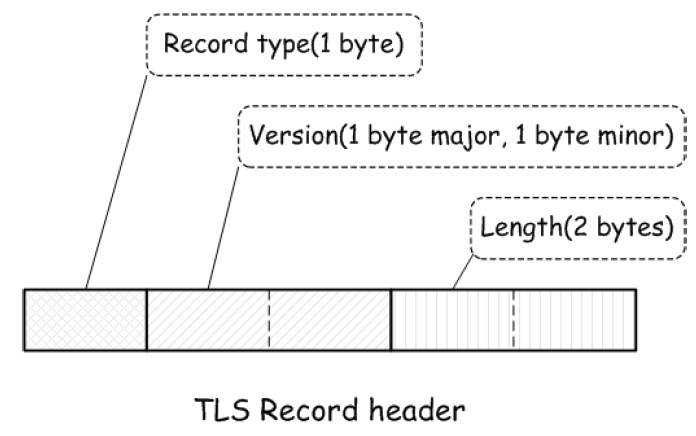 Record type(1 byte)
Version(1 byte major, 1 byte minor)
Length(2 bytes)
TLS Record header